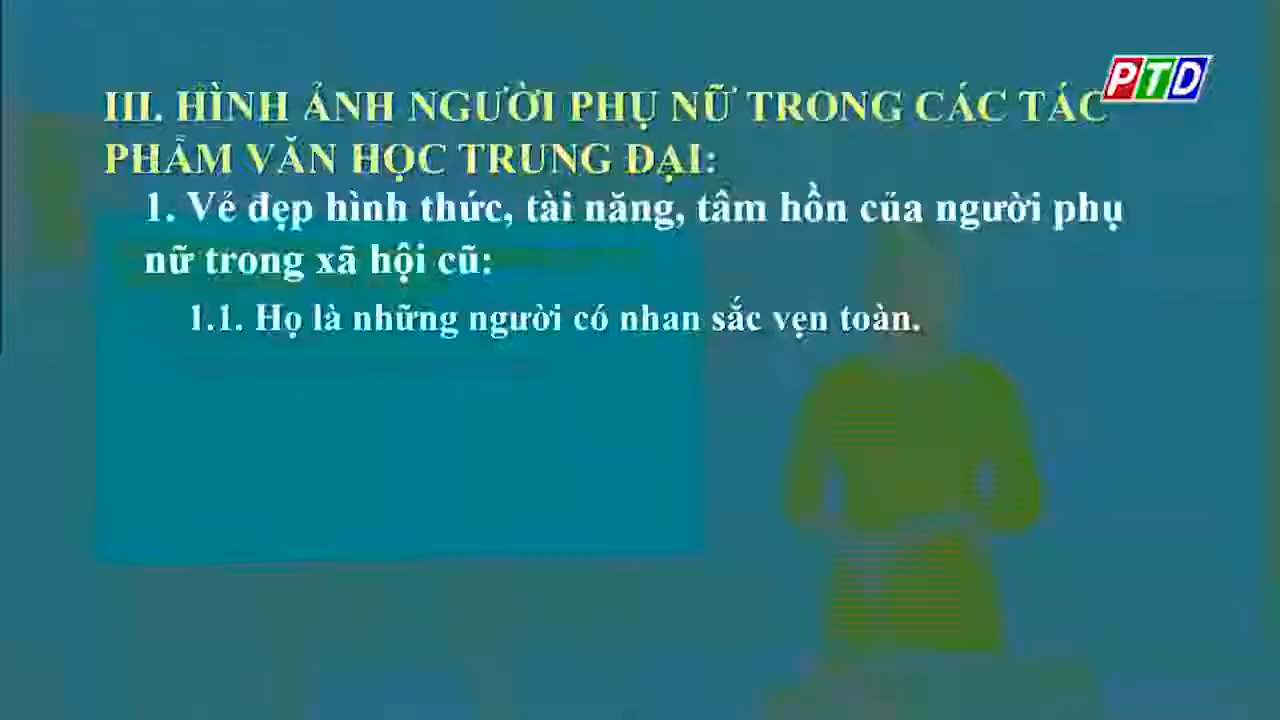 PTD
III. HÌNH ẢNH NGƯỜI PHỤ NỮ TRONG CÁC TÁC
PHẨM VĂN HỌC TRUNG ĐẠI:
1. Vẻ đẹp hình thức, tài năng, tâm hồn của người phụ
nữ trong xã hội cũ:
1.1. Họ là những người có nhan sắc vẹn toàn.